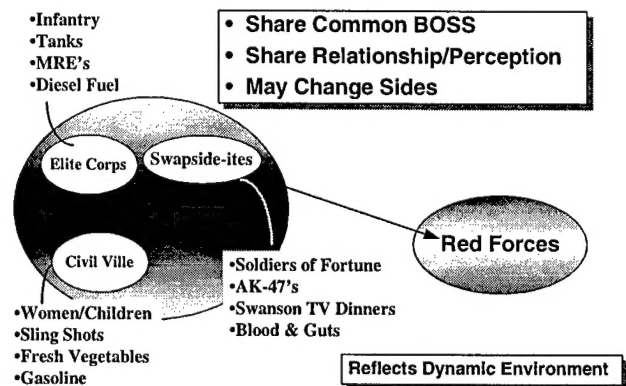 •Infantry
•Tanks
•MRE's
•Diesel Fuel
• Share Common BOSS
• Share Relationship/Perception
• May Change Sides
Elite Corps
Swapside-ites
Civil Ville
Red Forces
•Soldiers of Fortune
•AK-47's
•Swanson TV Dinners
•Blood & Guts
•Women/Children
•Sling Shots
•Fresh Vegetables
•Gasoline
Reflects Dynamic Environment